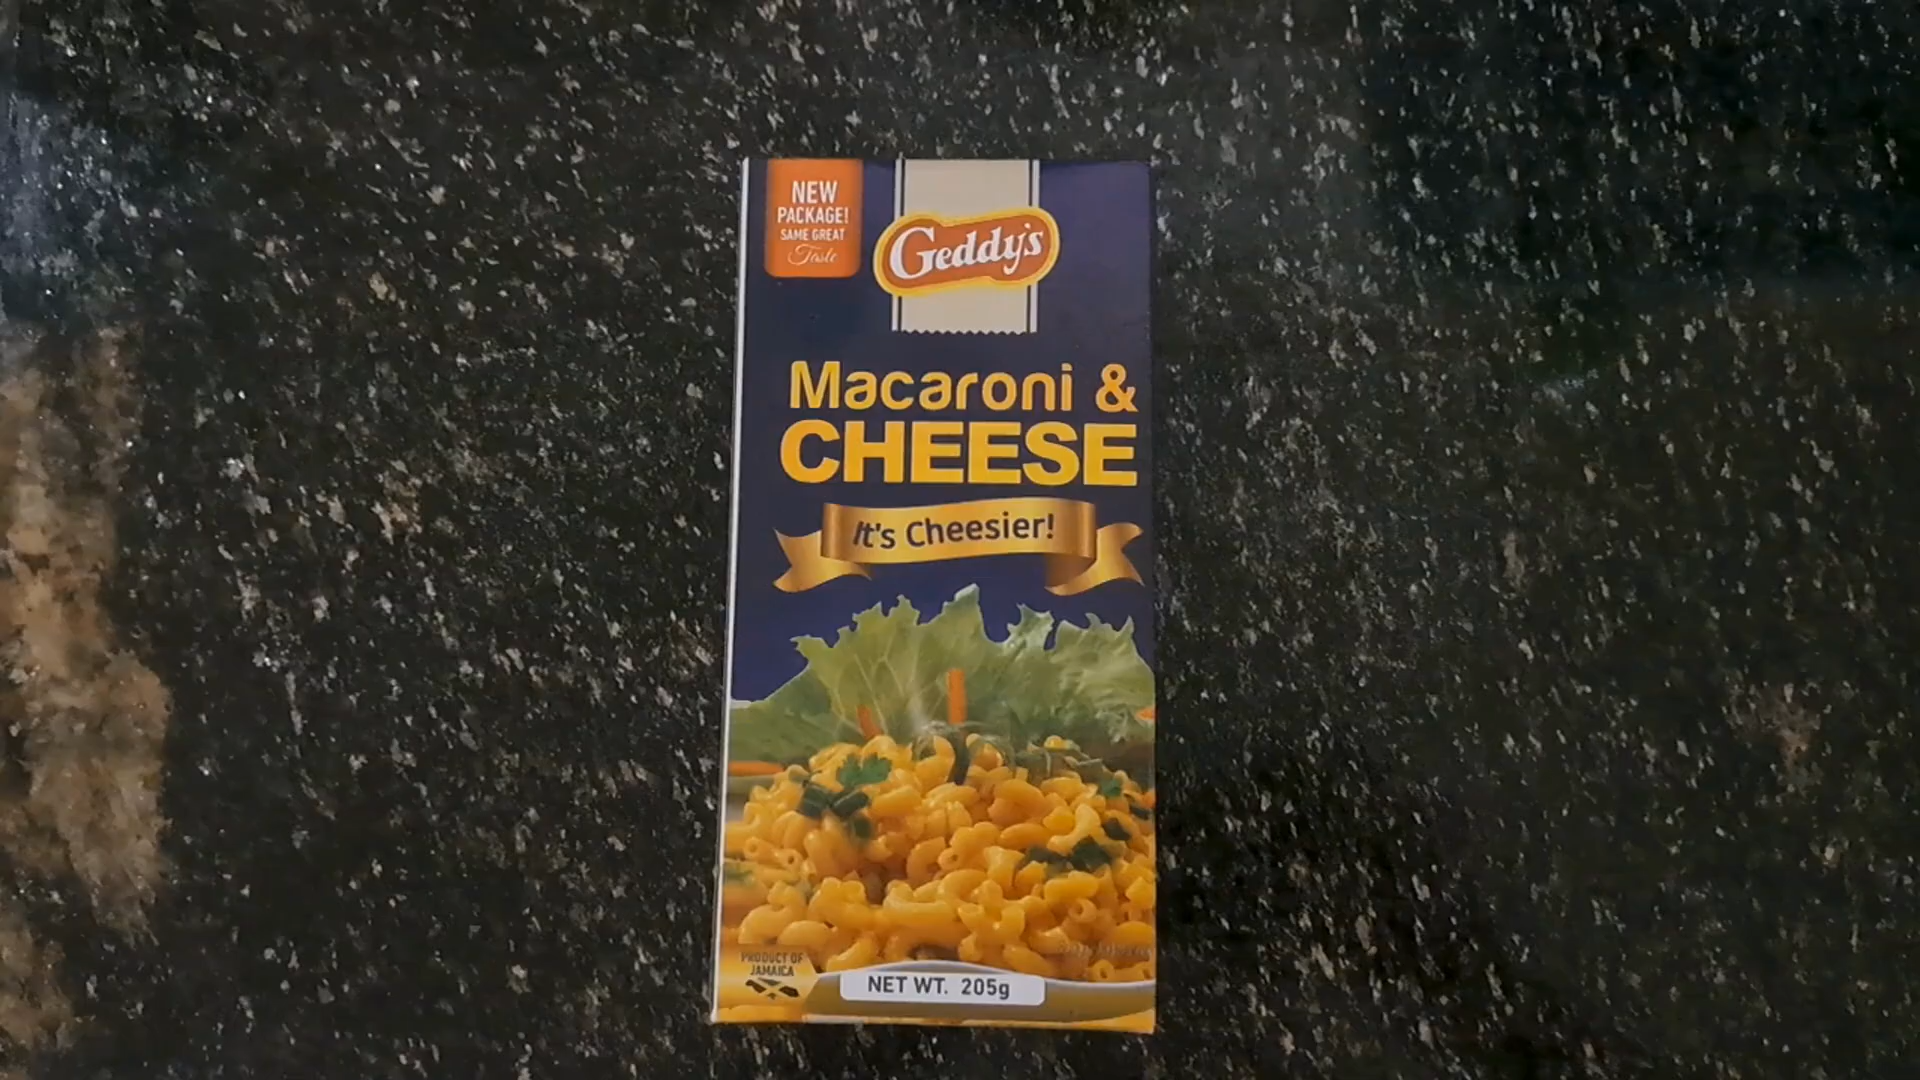 NEW
PACKAGE!
SAME GREAT
Taste
Geddy's
Macaroni &
CHEESE
It's Cheesier!
PRODUCT OF
JAMAICA
NET WT. 205g